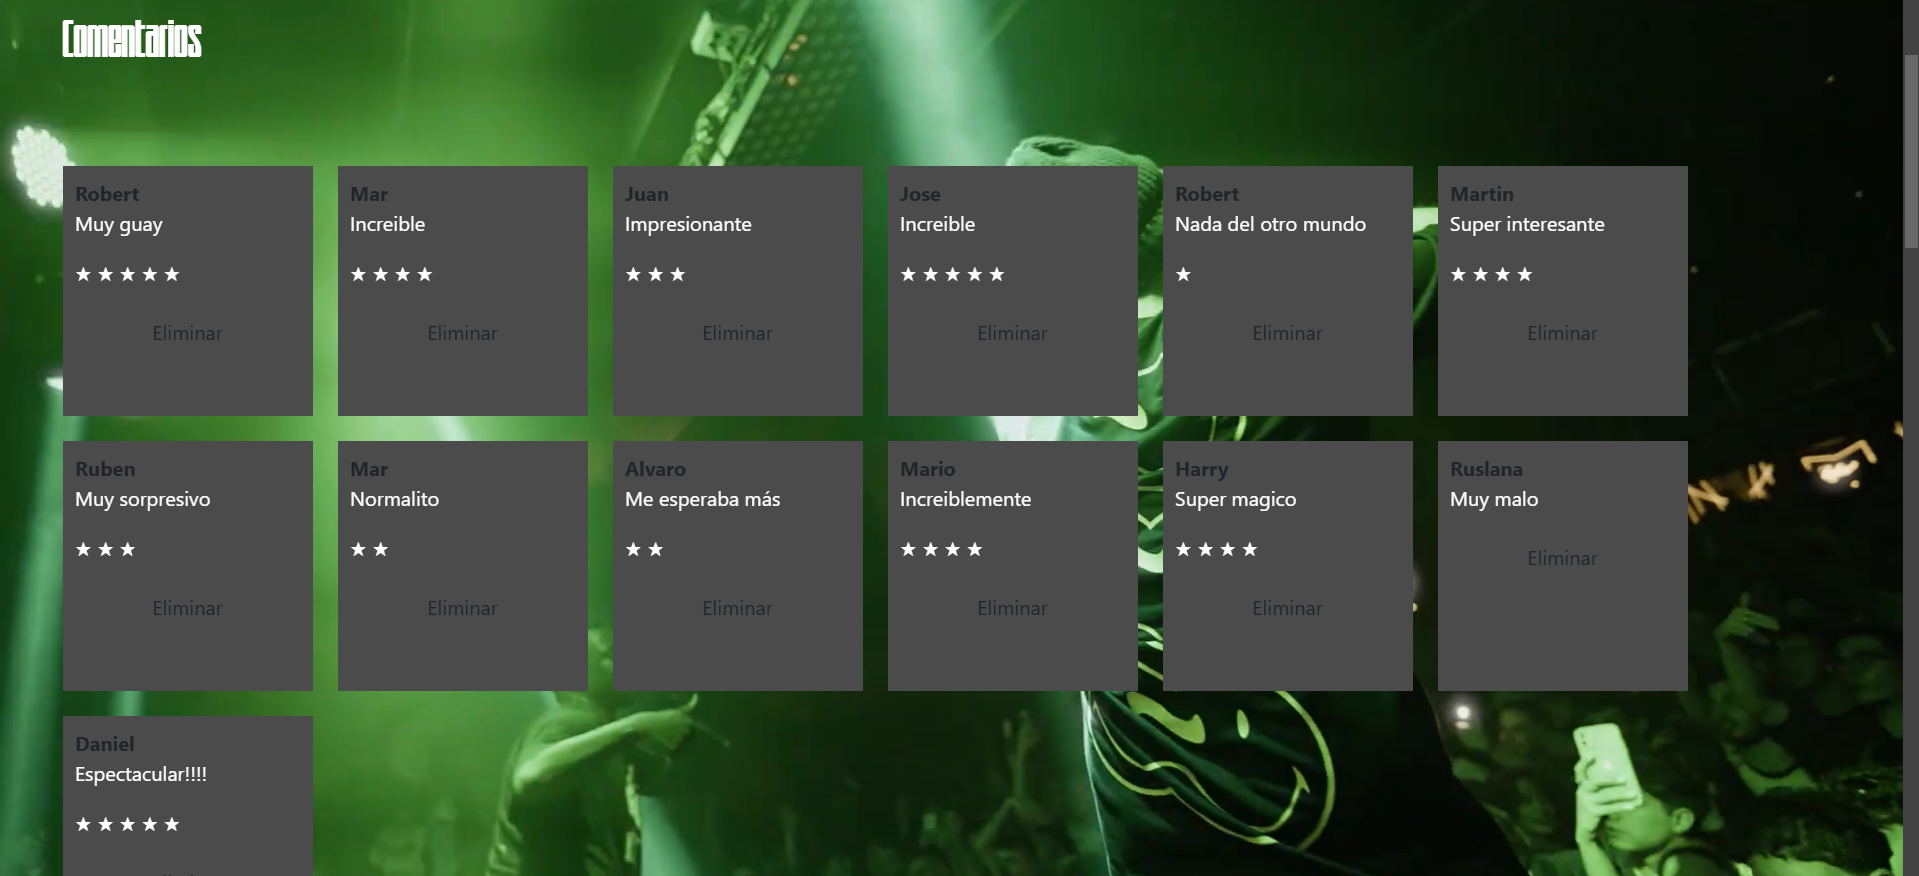 Comentarios
Robert
Muy guay
★ ★ ★ ★ ★
Eliminar
Mar
Increible
★ ★ ★ ★
Eliminar
Juan
Impresionante
★ ★ ★
Eliminar
Jose
Increible
★ ★ ★ ★ ★
Eliminar
Robert
Nada del otro mundo
★
Eliminar
Martin
Super interesante
★ ★ ★ ★
Eliminar
Ruben
Muy sorpresivo
★ ★ ★
Eliminar
Mar
Normalito
★ ★
Eliminar
Alvaro
Me esperaba más
★ ★
Eliminar
Mario
Increiblemente
★ ★ ★ ★
Eliminar
Harry
Super magico
★ ★ ★ ★
Eliminar
Ruslana
Muy malo
Eliminar
Daniel
Espectacular!!!!
★ ★ ★ ★ ★